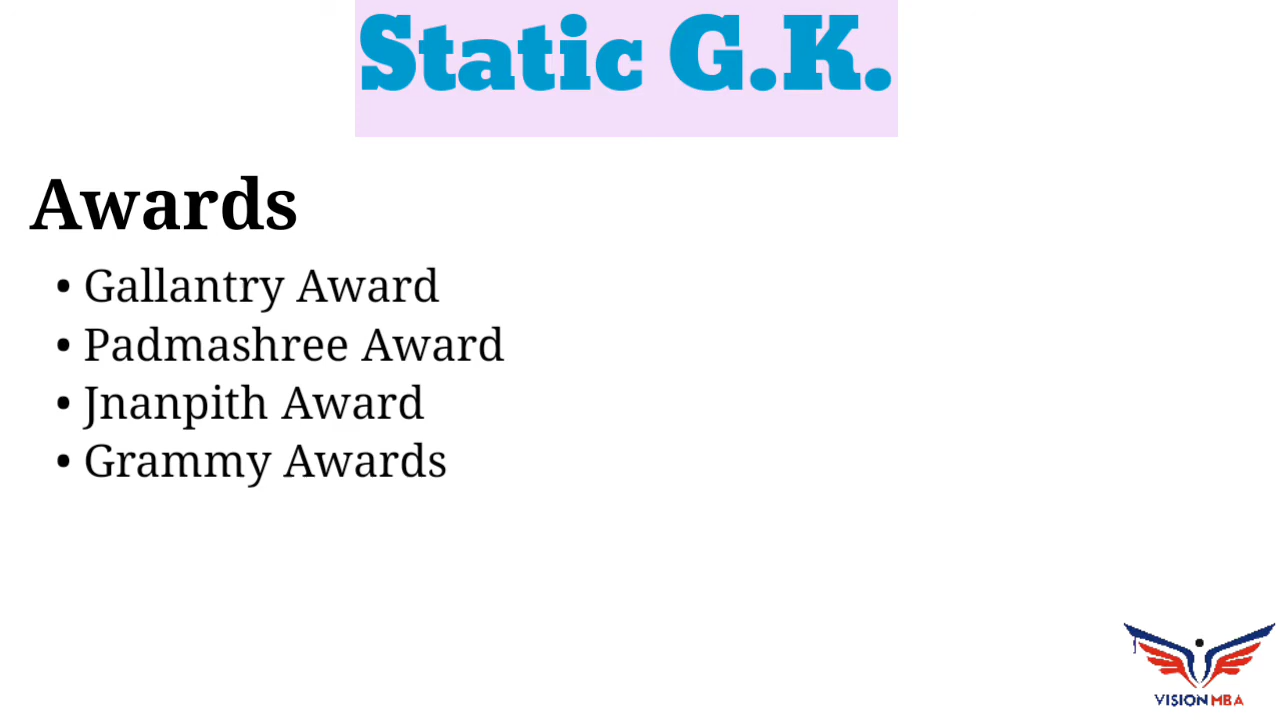 Static G.K.
Awards
• Gallantry Award
• Padmashree Award
• Jnanpith Award
• Grammy Awards
VISION MBA